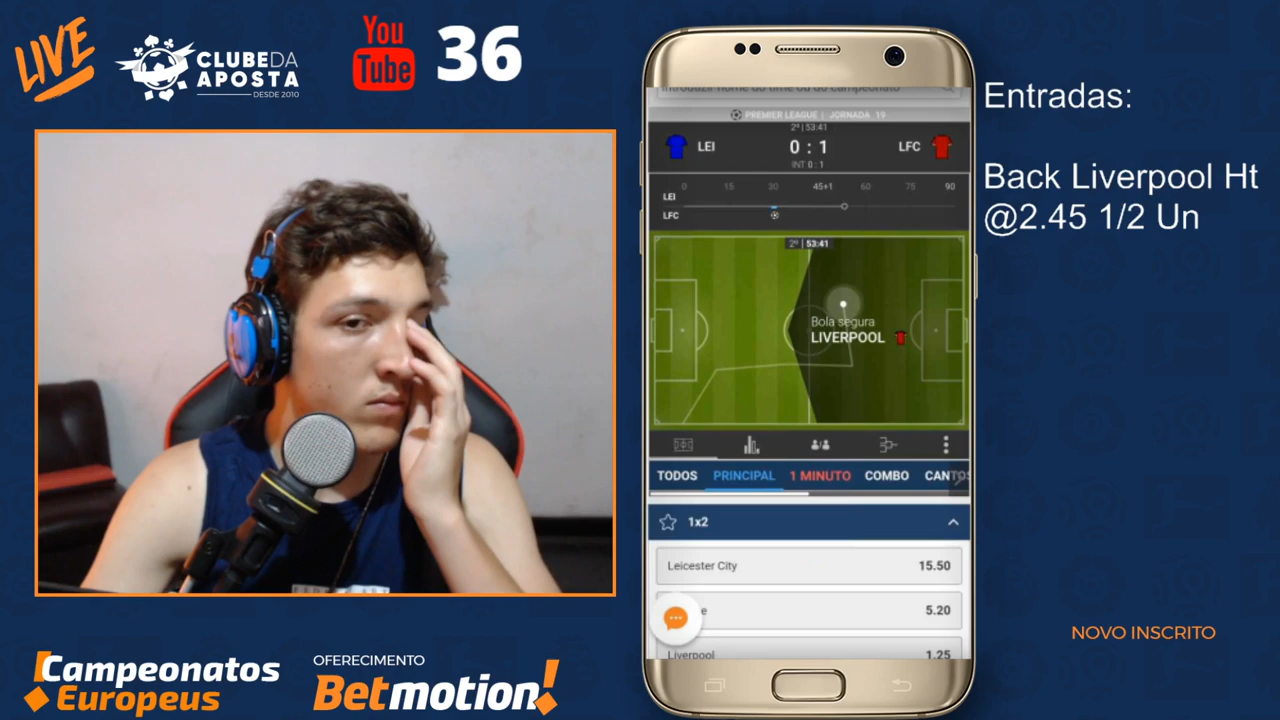 LIVE
CLUBEDA
APOSTA
DESDE 2010
You
Tube
36
Entradas:
Back Liverpool Ht
@2.45 1/2 Un
PREMIER LEAGUE | JORNADA 19
2º | 53:41
LEI
0 : 1
LFC
INT 0 : 1
0 15 30 45+1 60 75 90
LEI
LFC
2º | 53:41
Bola segura
LIVERPOOL
TODOS PRINCIPAL 1 MINUTO COMBO CANTOS
1x2
Leicester City 15.50
5.20
Liverpool 1.25
NOVO INSCRITO
Campeonatos
Europeus
OFERECIMENTO
Betmotion!